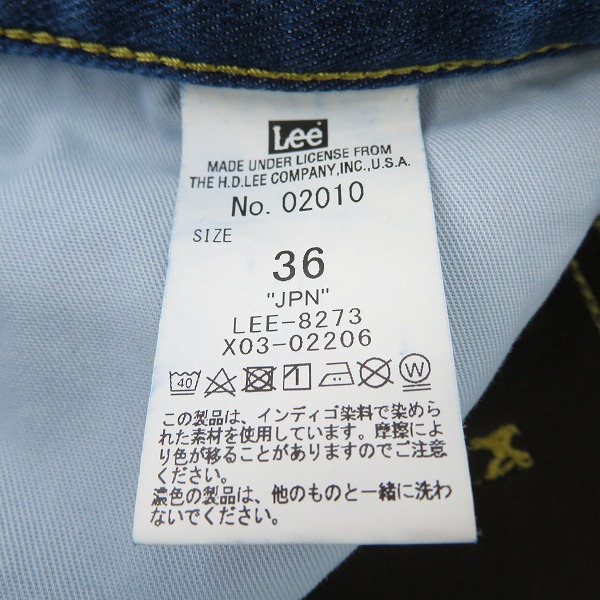 Lee
MADE UNDER LICENSE FROM
THE H.D.LEE COMPANY,INC.,U.S.A.
No. 02010
SIZE
36
"JPN"
LEE-8273
X03-02206
40 W
この製品は、インディゴ染料で染めら
れた素材を使用しています。摩擦によ
り色が移ることがありますのでご注意
ください。
濃色の製品は、他のものと一緒に洗わ
ないでください。